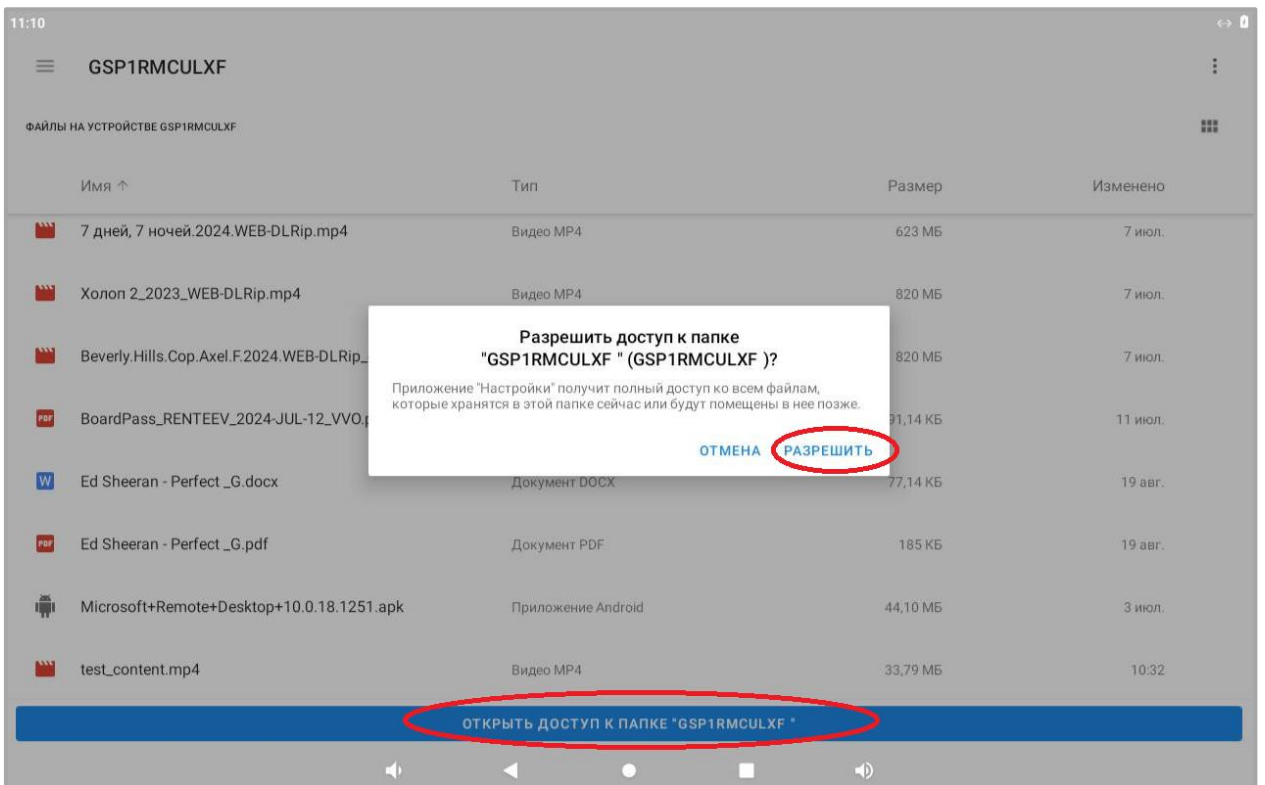 11:10
GSP1RMCULXF
ФАЙЛЫ НА УСТРОЙСТВЕ GSP1RMCULXF
Имя Тип Размер Изменено
7 дней, 7 ночей.2024.WEB-DLRip.mp4 Видео MP4 623 МБ 7 июл.
Холоп 2_2023_WEB-DLRip.mp4 Видео MP4 820 МБ 7 июл.
Разрешить доступ к папке
"GSP1RMCULXF " (GSP1RMCULXF )?
Beverly.Hills.Cop.Axel.F.2024.WEB-DLRip_ 820 МБ 7 июл.
Приложение "Настройки" получит полный доступ ко всем файлам,
которые хранятся в этой папке сейчас или будут помещены в нее позже.
BoardPass_RENTEEV_2024-JUL-12_VVO. 91,14 КБ 11 июл.
ОТМЕНА РАЗРЕШИТЬ
Ed Sheeran - Perfect _G.docx Документ DOCX 77,14 КБ 19 авг.
Ed Sheeran - Perfect _G.pdf Документ PDF 185 КБ 19 авг.
Microsoft+Remote+Desktop+10.0.18.1251.apk Приложение Android 44,10 МБ 3 июл.
test_content.mp4 Видео MP4 33,79 МБ 10:32
ОТКРЫТЬ ДОСТУП К ПАПКЕ "GSP1RMCULXF "